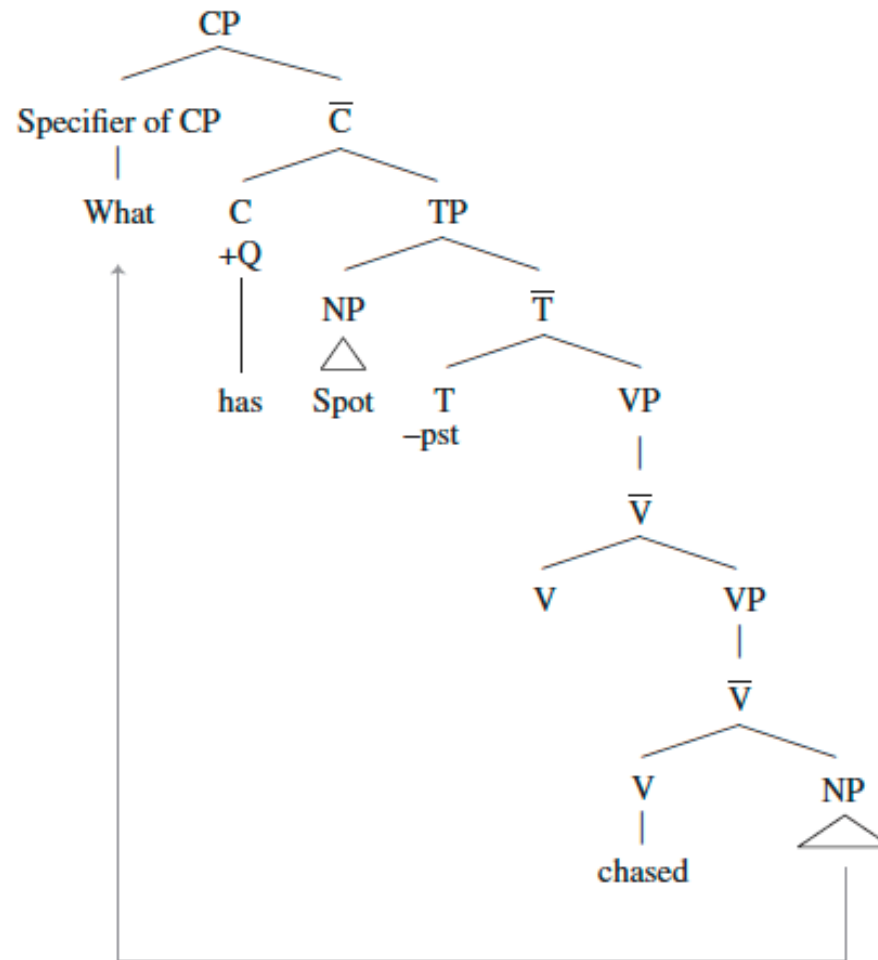 CP
Specifier of CP C̅
What C TP
+Q
NP T̅
has Spot T VP
–pst
V̅
V VP
V̅
V NP
chased